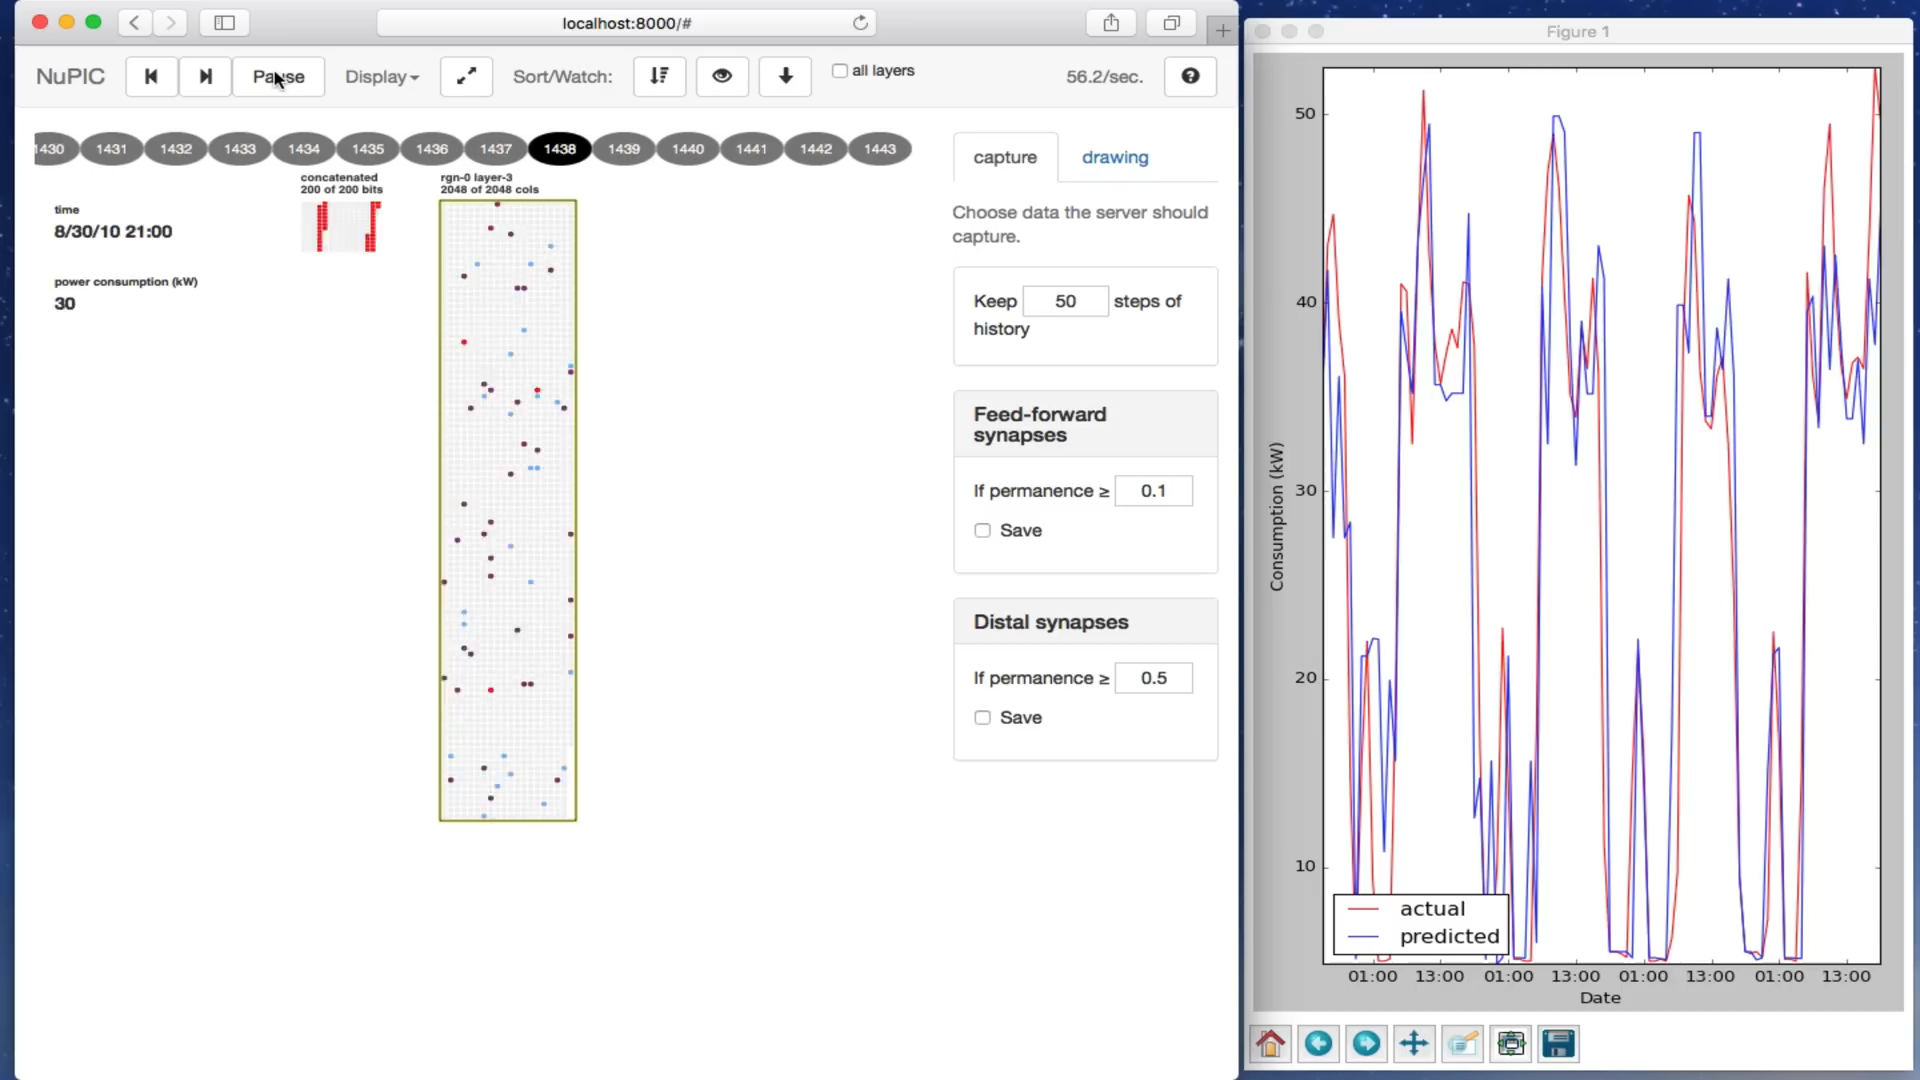 localhost:8000/#
NuPIC
Pause
Display
Sort/Watch:
all layers
56.2/sec.
1430 1431 1432 1433 1434 1435 1436 1437 1438 1439 1440 1441 1442 1443
concatenated
200 of 200 bits
rgn-0 layer-3
2048 of 2048 cols
time
8/30/10 21:00
power consumption (kW)
30
capture drawing
Choose data the server should
capture.
Keep 50 steps of
history
Feed-forward
synapses
If permanence ≥ 0.1
Save
Distal synapses
If permanence ≥ 0.5
Save
Figure 1
50
40
30
20
10
Consumption (kW)
actual
predicted
01:00 13:00 01:00 13:00 01:00 13:00 01:00 13:00
Date